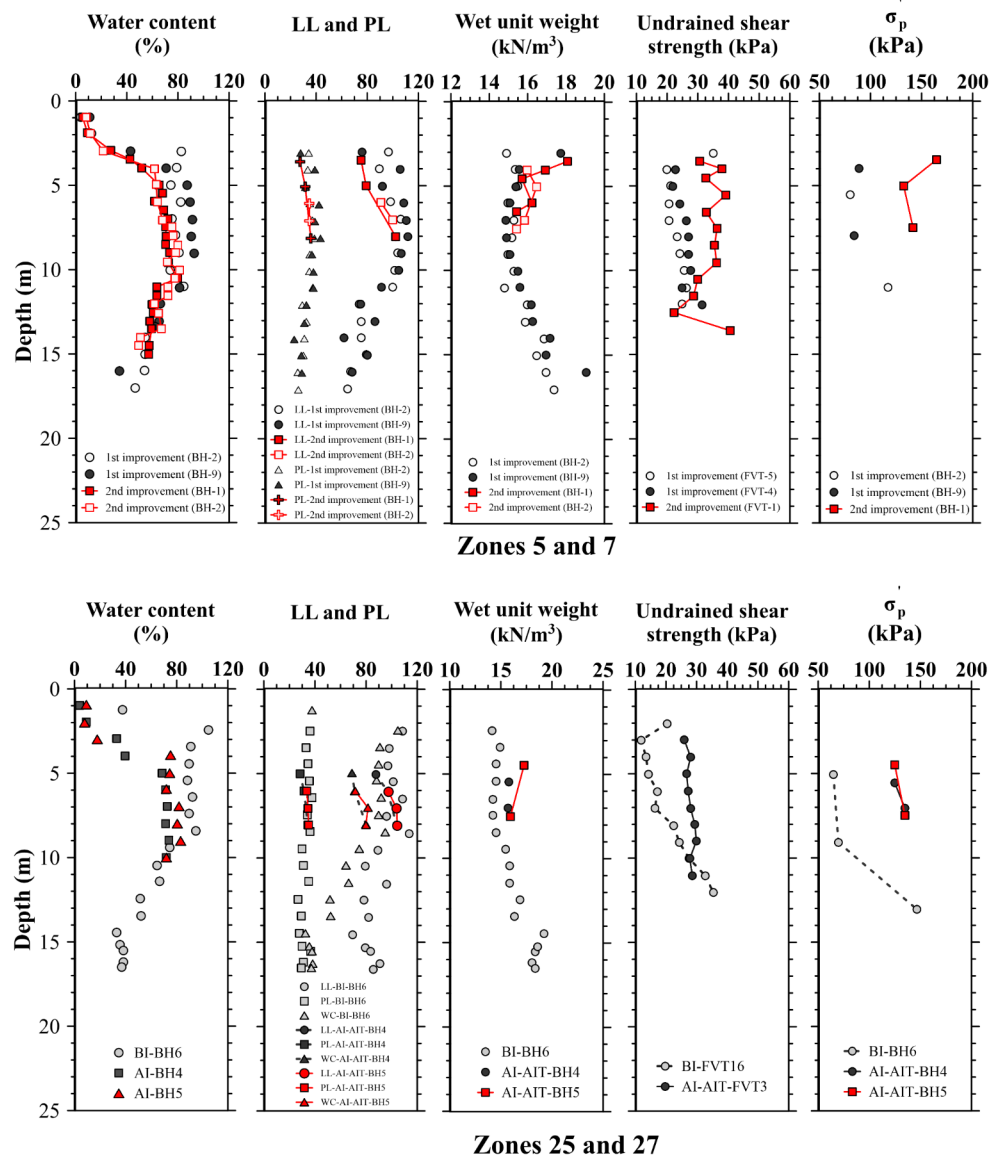 Water content
(%)
LL and PL
Wet unit weight
(kN/m³)
Undrained shear
strength (kPa)
σp'
(kPa)
0 40 80 120
0 40 80 120
12 14 16 18 20
10 20 30 40 50 60
50 100 150 200
Depth (m)
0
5
10
15
20
25
1st improvement (BH-2)
1st improvement (BH-9)
2nd improvement (BH-1)
2nd improvement (BH-2)
LL-1st improvement (BH-2)
LL-1st improvement (BH-9)
LL-2nd improvement (BH-1)
LL-2nd improvement (BH-2)
PL-1st improvement (BH-2)
PL-1st improvement (BH-9)
PL-2nd improvement (BH-1)
PL-2nd improvement (BH-2)
1st improvement (BH-2)
1st improvement (BH-9)
2nd improvement (BH-1)
2nd improvement (BH-2)
1st improvement (FVT-5)
1st improvement (FVT-4)
2nd improvement (FVT-1)
1st improvement (BH-2)
1st improvement (BH-9)
2nd improvement (BH-1)
Zones 5 and 7
Water content
(%)
LL and PL
Wet unit weight
(kN/m³)
Undrained shear
strength (kPa)
σp'
(kPa)
0 40 80 120
0 40 80 120
10 15 20 25
10 20 30 40 50 60
50 100 150 200
Depth (m)
0
5
10
15
20
25
BI-BH6
AI-BH4
AI-BH5
LL-BI-BH6
PL-BI-BH6
WC-BI-BH6
LL-AI-AIT-BH4
PL-AI-AIT-BH4
WC-AI-AIT-BH4
LL-AI-AIT-BH5
PL-AI-AIT-BH5
WC-AI-AIT-BH5
BI-BH6
AI-AIT-BH4
AI-AIT-BH5
BI-FVT16
AI-AIT-FVT3
BI-BH6
AI-AIT-BH4
AI-AIT-BH5
Zones 25 and 27